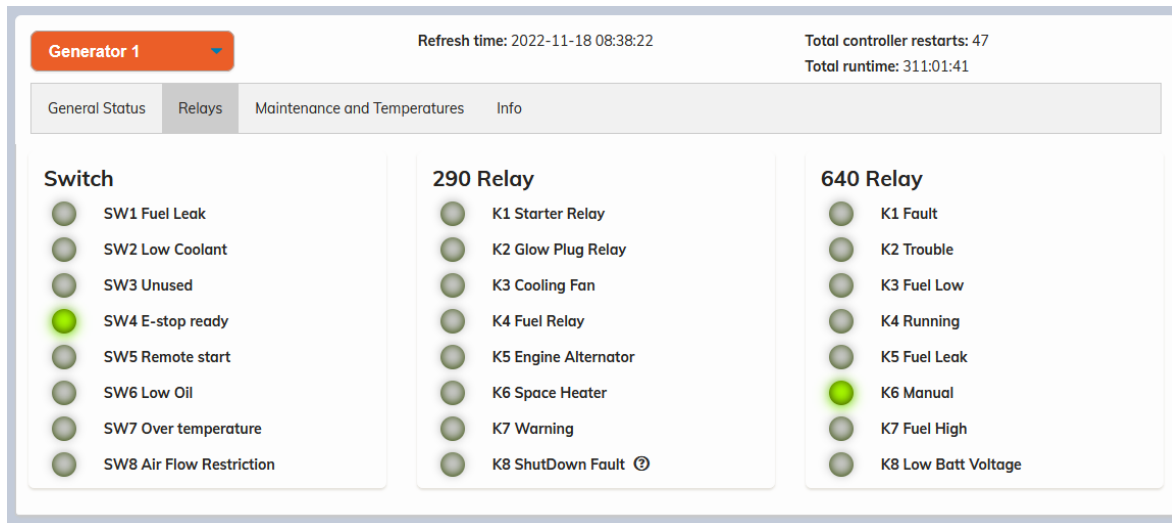 Generator 1
Refresh time: 2022-11-18 08:38:22
Total controller restarts: 47
Total runtime: 311:01:41
General Status Relays Maintenance and Temperatures Info
Switch
SW1 Fuel Leak
SW2 Low Coolant
SW3 Unused
SW4 E-stop ready
SW5 Remote start
SW6 Low Oil
SW7 Over temperature
SW8 Air Flow Restriction
290 Relay
K1 Starter Relay
K2 Glow Plug Relay
K3 Cooling Fan
K4 Fuel Relay
K5 Engine Alternator
K6 Space Heater
K7 Warning
K8 ShutDown Fault ?
640 Relay
K1 Fault
K2 Trouble
K3 Fuel Low
K4 Running
K5 Fuel Leak
K6 Manual
K7 Fuel High
K8 Low Batt Voltage